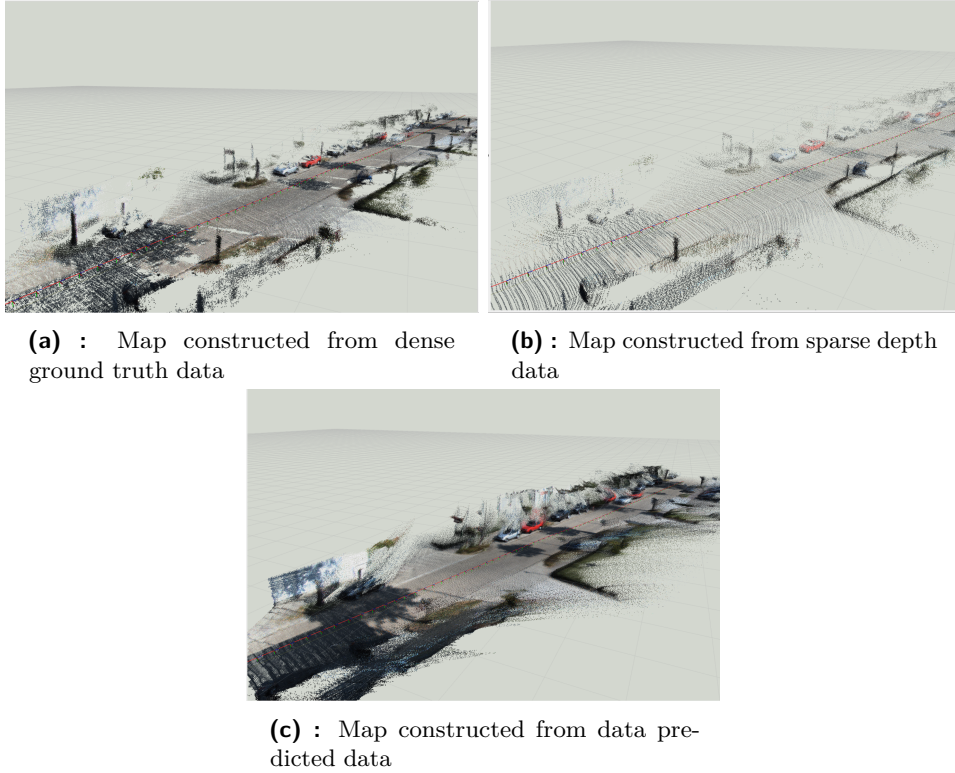 (a) : Map constructed from dense
ground truth data
(b) : Map constructed from sparse depth
data
(c) : Map constructed from data pre-
dicted data